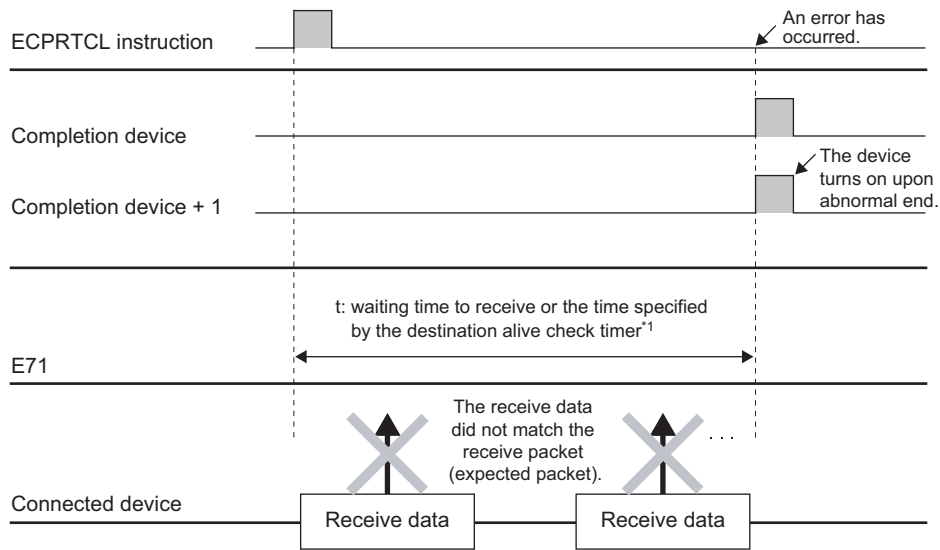 ECPRTCL instruction
An error has
occurred.
Completion device
The device
turns on upon
abnormal end.
Completion device + 1
t: waiting time to receive or the time specified
by the destination alive check timer*1
E71
The receive data
did not match the
receive packet
(expected packet).
. . .
Connected device
Receive data
Receive data